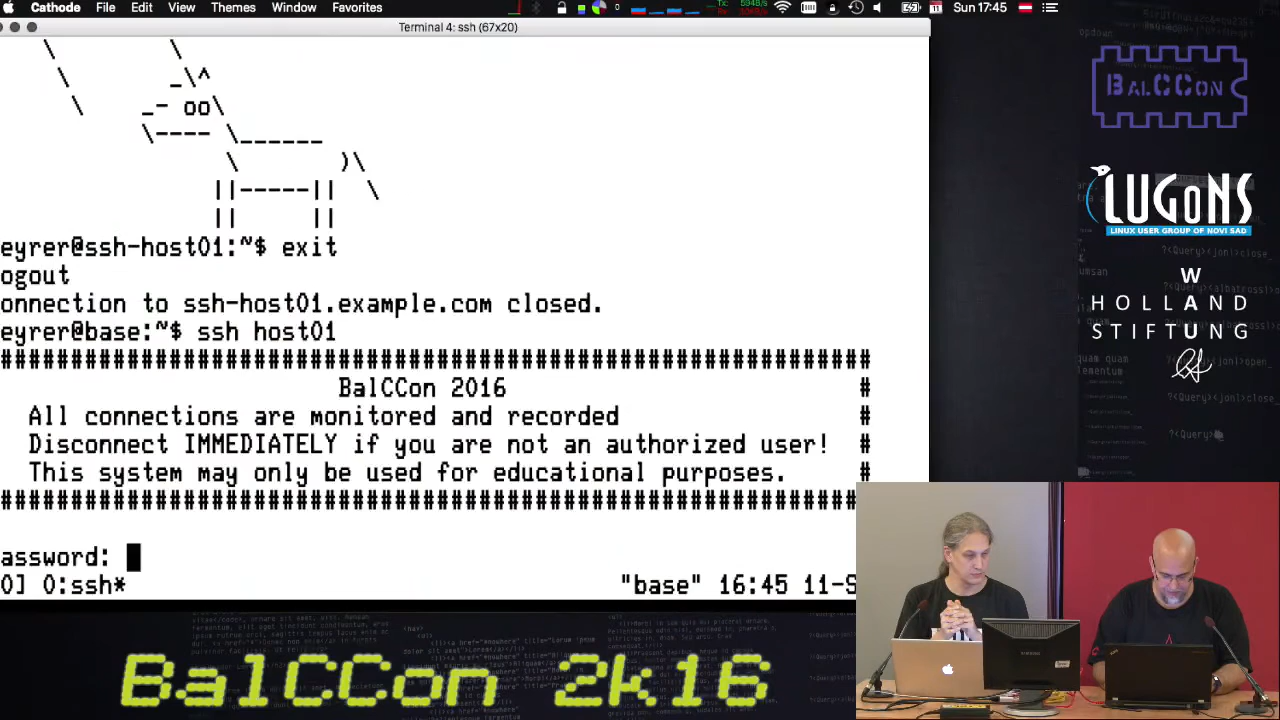 Cathode File Edit View Themes Window Favorites Sun 17:45
Terminal 4: ssh (67x20)
eyrer@ssh-host01:~$ exit
ogout
onnection to ssh-host01.example.com closed.
eyrer@base:~$ ssh host01
###############################################################
BalCCon 2016 #
All connections are monitored and recorded #
Disconnect IMMEDIATELY if you are not an authorized user! #
This system may only be used for educational purposes. #
###############################################################
assword:
0] 0:ssh* "base" 16:45 11-S
BALCCON
LUGONS
LINUX USER GROUP OF NOVI SAD
WAU
HOLLAND
STIFTUNG
BalCCon 2k16